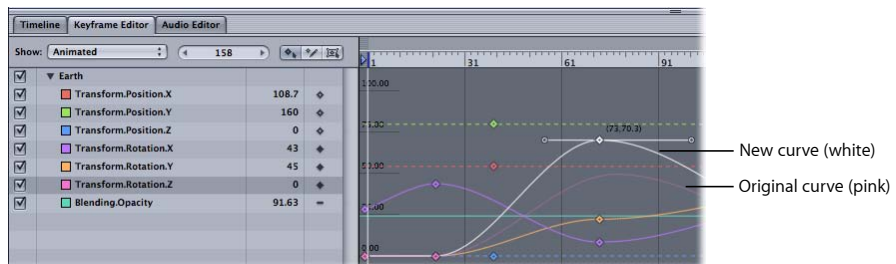 Timeline Keyframe Editor Audio Editor
Show: Animated 158
1 31 61 91
Earth
Transform.Position.X 108.7
Transform.Position.Y 160
Transform.Position.Z 0
Transform.Rotation.X 43
Transform.Rotation.Y 45
Transform.Rotation.Z 0
Blending.Opacity 91.63
100.00
75.00
50.00
25.00
0.00
(73,70.3)
New curve (white)
Original curve (pink)